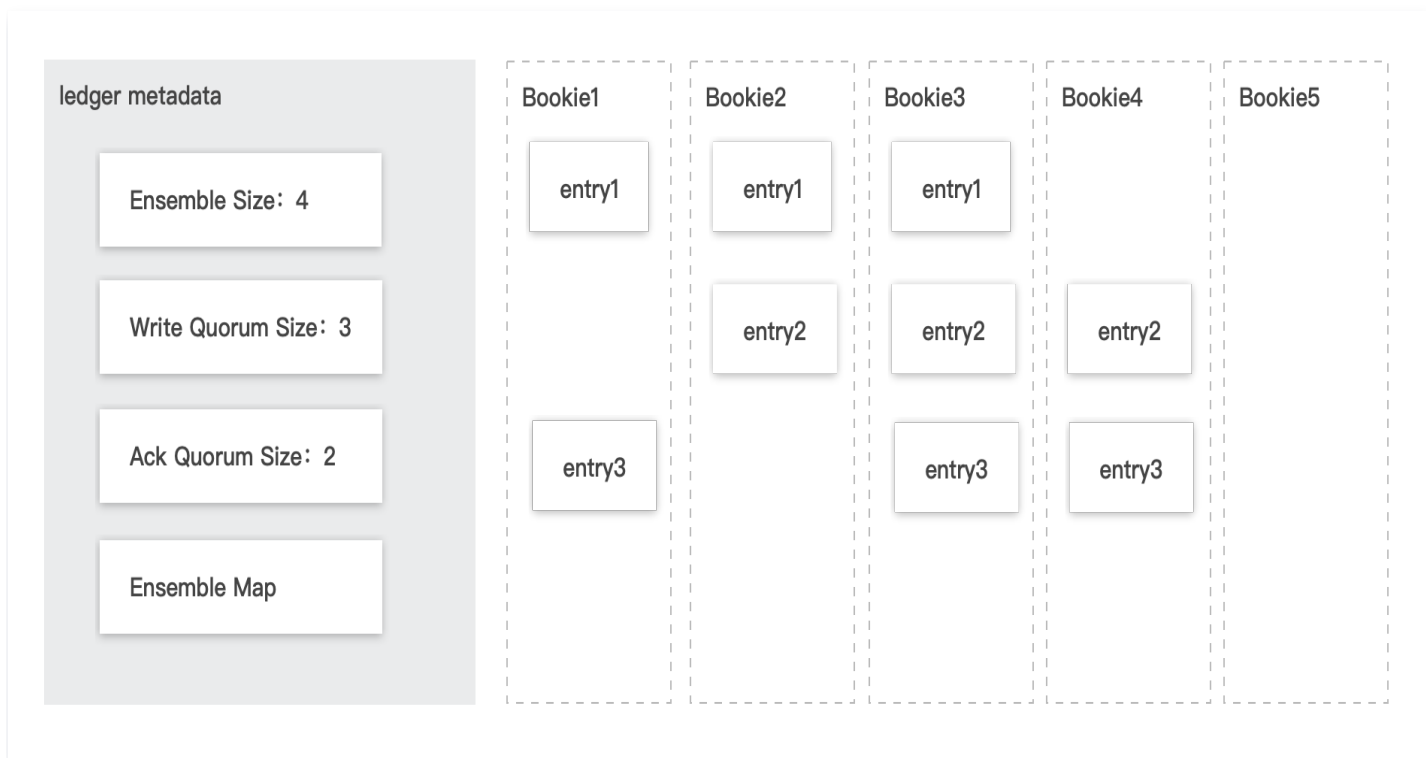 ledger metadata
Ensemble Size：4
Write Quorum Size：3
Ack Quorum Size：2
Ensemble Map
Bookie1 Bookie2 Bookie3 Bookie4 Bookie5
entry1 entry1 entry1
entry2 entry2 entry2
entry3 entry3 entry3